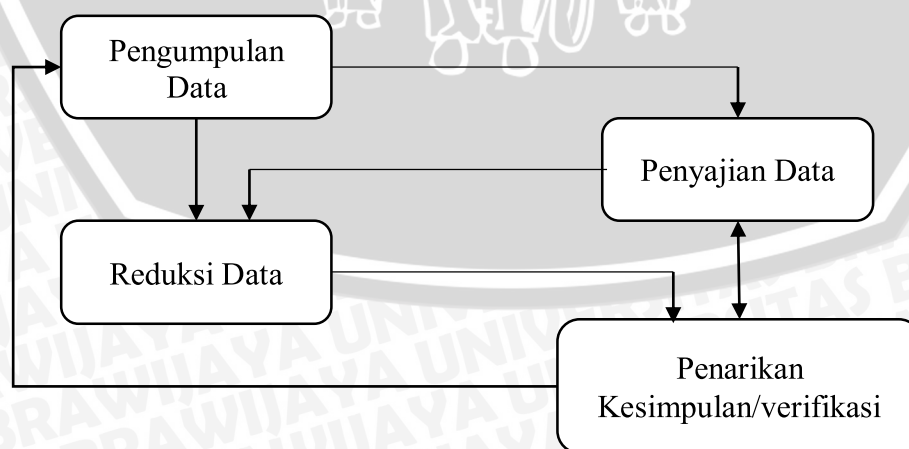 Pengumpulan
Data
Penyajian Data
Reduksi Data
Penarikan
Kesimpulan/verifikasi